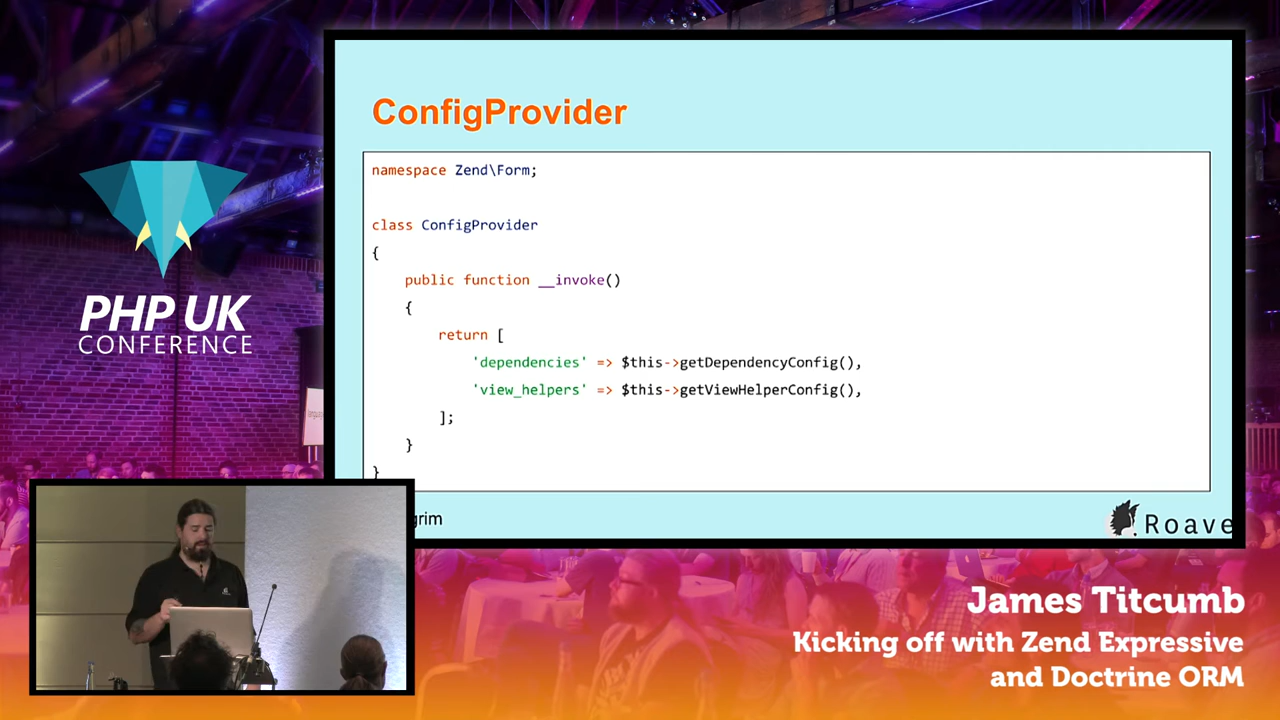 ConfigProvider
namespace Zend\Form;
class ConfigProvider
{
public function __invoke()
{
return [
'dependencies' => $this->getDependencyConfig(),
'view_helpers' => $this->getViewHelperConfig(),
];
}
}
grim
Roave
PHP UK
CONFERENCE
James Titcumb
Kicking off with Zend Expressive
and Doctrine ORM